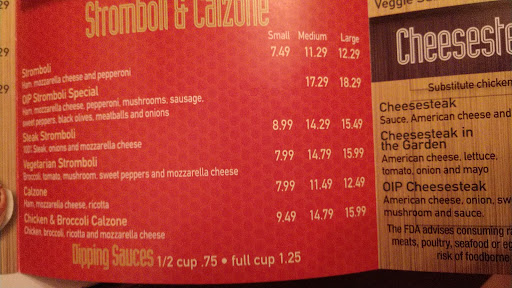 Stromboli & Calzone
Small Medium Large
Stromboli 7.49 11.29 12.29
Ham, mozzarella cheese and pepperoni
OIP Stromboli Special 17.29 18.29
Ham, mozzarella cheese, pepperoni, mushrooms, sausage,
sweet peppers, black olives, meatballs and onions
Steak Stromboli 8.99 14.29 15.49
100% Steak, onions and mozzarella cheese
Vegetarian Stromboli 7.99 14.79 15.99
Broccoli, tomato, mushroom, sweet peppers and mozzarella cheese
Calzone 7.99 11.49 12.49
Ham, mozzarella cheese, ricotta
Chicken & Broccoli Calzone 9.49 14.79 15.99
Chicken, broccoli, ricotta and mozzarella cheese
Dipping Sauces 1/2 cup .75 • full cup 1.25
.29
.29
29
Veggie
Cheeseste
Substitute chicken
Cheesesteak
Sauce, American cheese and
Cheesesteak in
the Garden
American cheese, lettuce,
tomato, onion and mayo
OIP Cheesesteak
American cheese, onion, sw
mushroom and sauce.
The FDA advises consuming ra
meats, poultry, seafood or eg
risk of foodborne